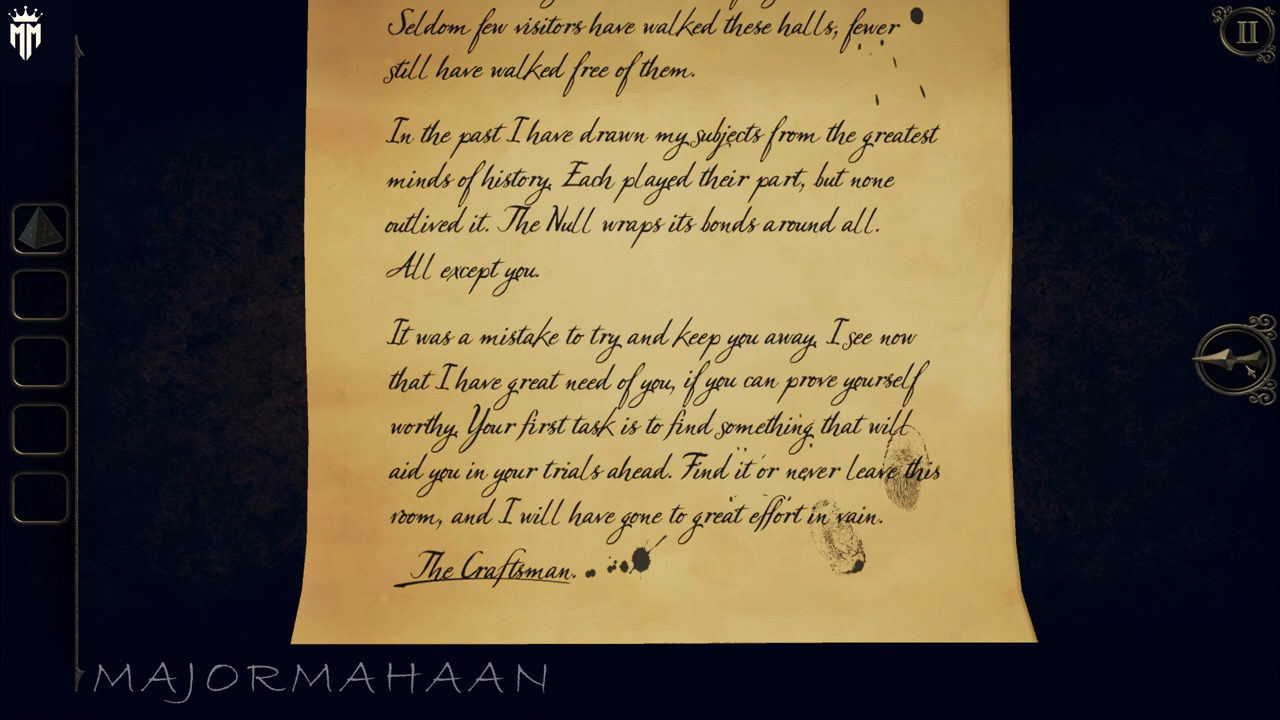 Seldom few visitors have walked these halls, fewer
still have walked free of them.
In the past I have drawn my subjects from the greatest
minds of history. Each played their part, but none
outlived it. The Null wraps its bonds around all.
All except you.
It was a mistake to try and keep you away. I see now
that I have great need of you, if you can prove yourself
worthy. Your first task is to find something that will
aid you in your trials ahead. Find it or never leave this
room, and I will have gone to great effort in vain.
The Craftsman.
MAJORMAHAAN
MM
II